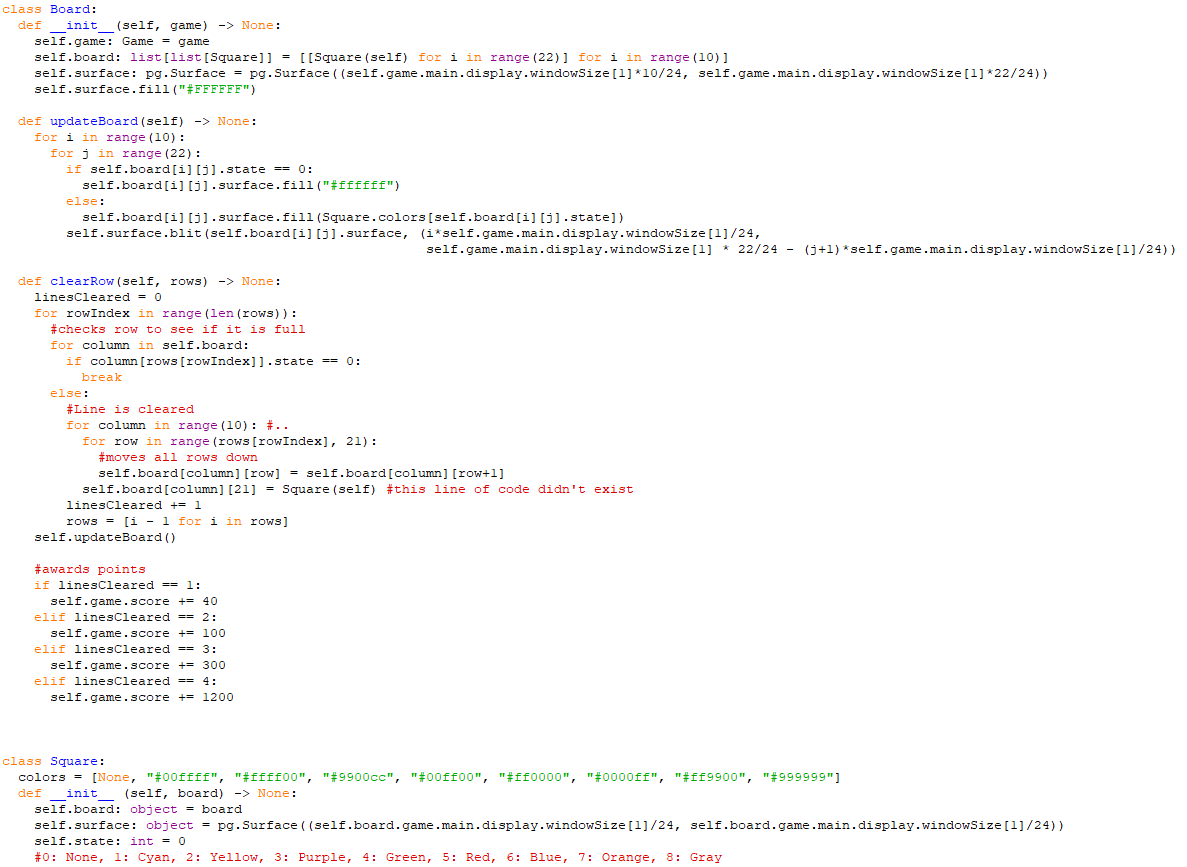 class Board:
  def __init__(self, game) -> None:
    self.game: Game = game
    self.board: list[list[Square]] = [[Square(self) for i in range(22)] for i in range(10)]
    self.surface: pg.Surface = pg.Surface((self.game.main.display.windowSize[1]*10/24, self.game.main.display.windowSize[1]*22/24))
    self.surface.fill("#FFFFFF")

  def updateBoard(self) -> None:
    for i in range(10):
      for j in range(22):
        if self.board[i][j].state == 0:
          self.board[i][j].surface.fill("#ffffff")
        else:
          self.board[i][j].surface.fill(Square.colors[self.board[i][j].state])
        self.surface.blit(self.board[i][j].surface, (i*self.game.main.display.windowSize[1]/24,
                                                     self.game.main.display.windowSize[1] * 22/24 - (j+1)*self.game.main.display.windowSize[1]/24))

  def clearRow(self, rows) -> None:
    linesCleared = 0
    for rowIndex in range(len(rows)):
      #checks row to see if it is full
      for column in self.board:
        if column[rows[rowIndex]].state == 0:
          break
      else:
        #Line is cleared
        for column in range(10): #..
          for row in range(rows[rowIndex], 21):
            #moves all rows down
            self.board[column][row] = self.board[column][row+1]
          self.board[column][21] = Square(self) #this line of code didn't exist
        linesCleared += 1
        rows = [i - 1 for i in rows]
    self.updateBoard()

    #awards points
    if linesCleared == 1:
      self.game.score += 40
    elif linesCleared == 2:
      self.game.score += 100
    elif linesCleared == 3:
      self.game.score += 300
    elif linesCleared == 4:
      self.game.score += 1200

class Square:
  colors = [None, "#00ffff", "#ffff00", "#9900cc", "#00ff00", "#ff0000", "#0000ff", "#ff9900", "#999999"]
  def __init__ (self, board) -> None:
    self.board: object = board
    self.surface: object = pg.Surface((self.board.game.main.display.windowSize[1]/24, self.board.game.main.display.windowSize[1]/24))
    self.state: int = 0
    #0: None, 1: Cyan, 2: Yellow, 3: Purple, 4: Green, 5: Red, 6: Blue, 7: Orange, 8: Gray